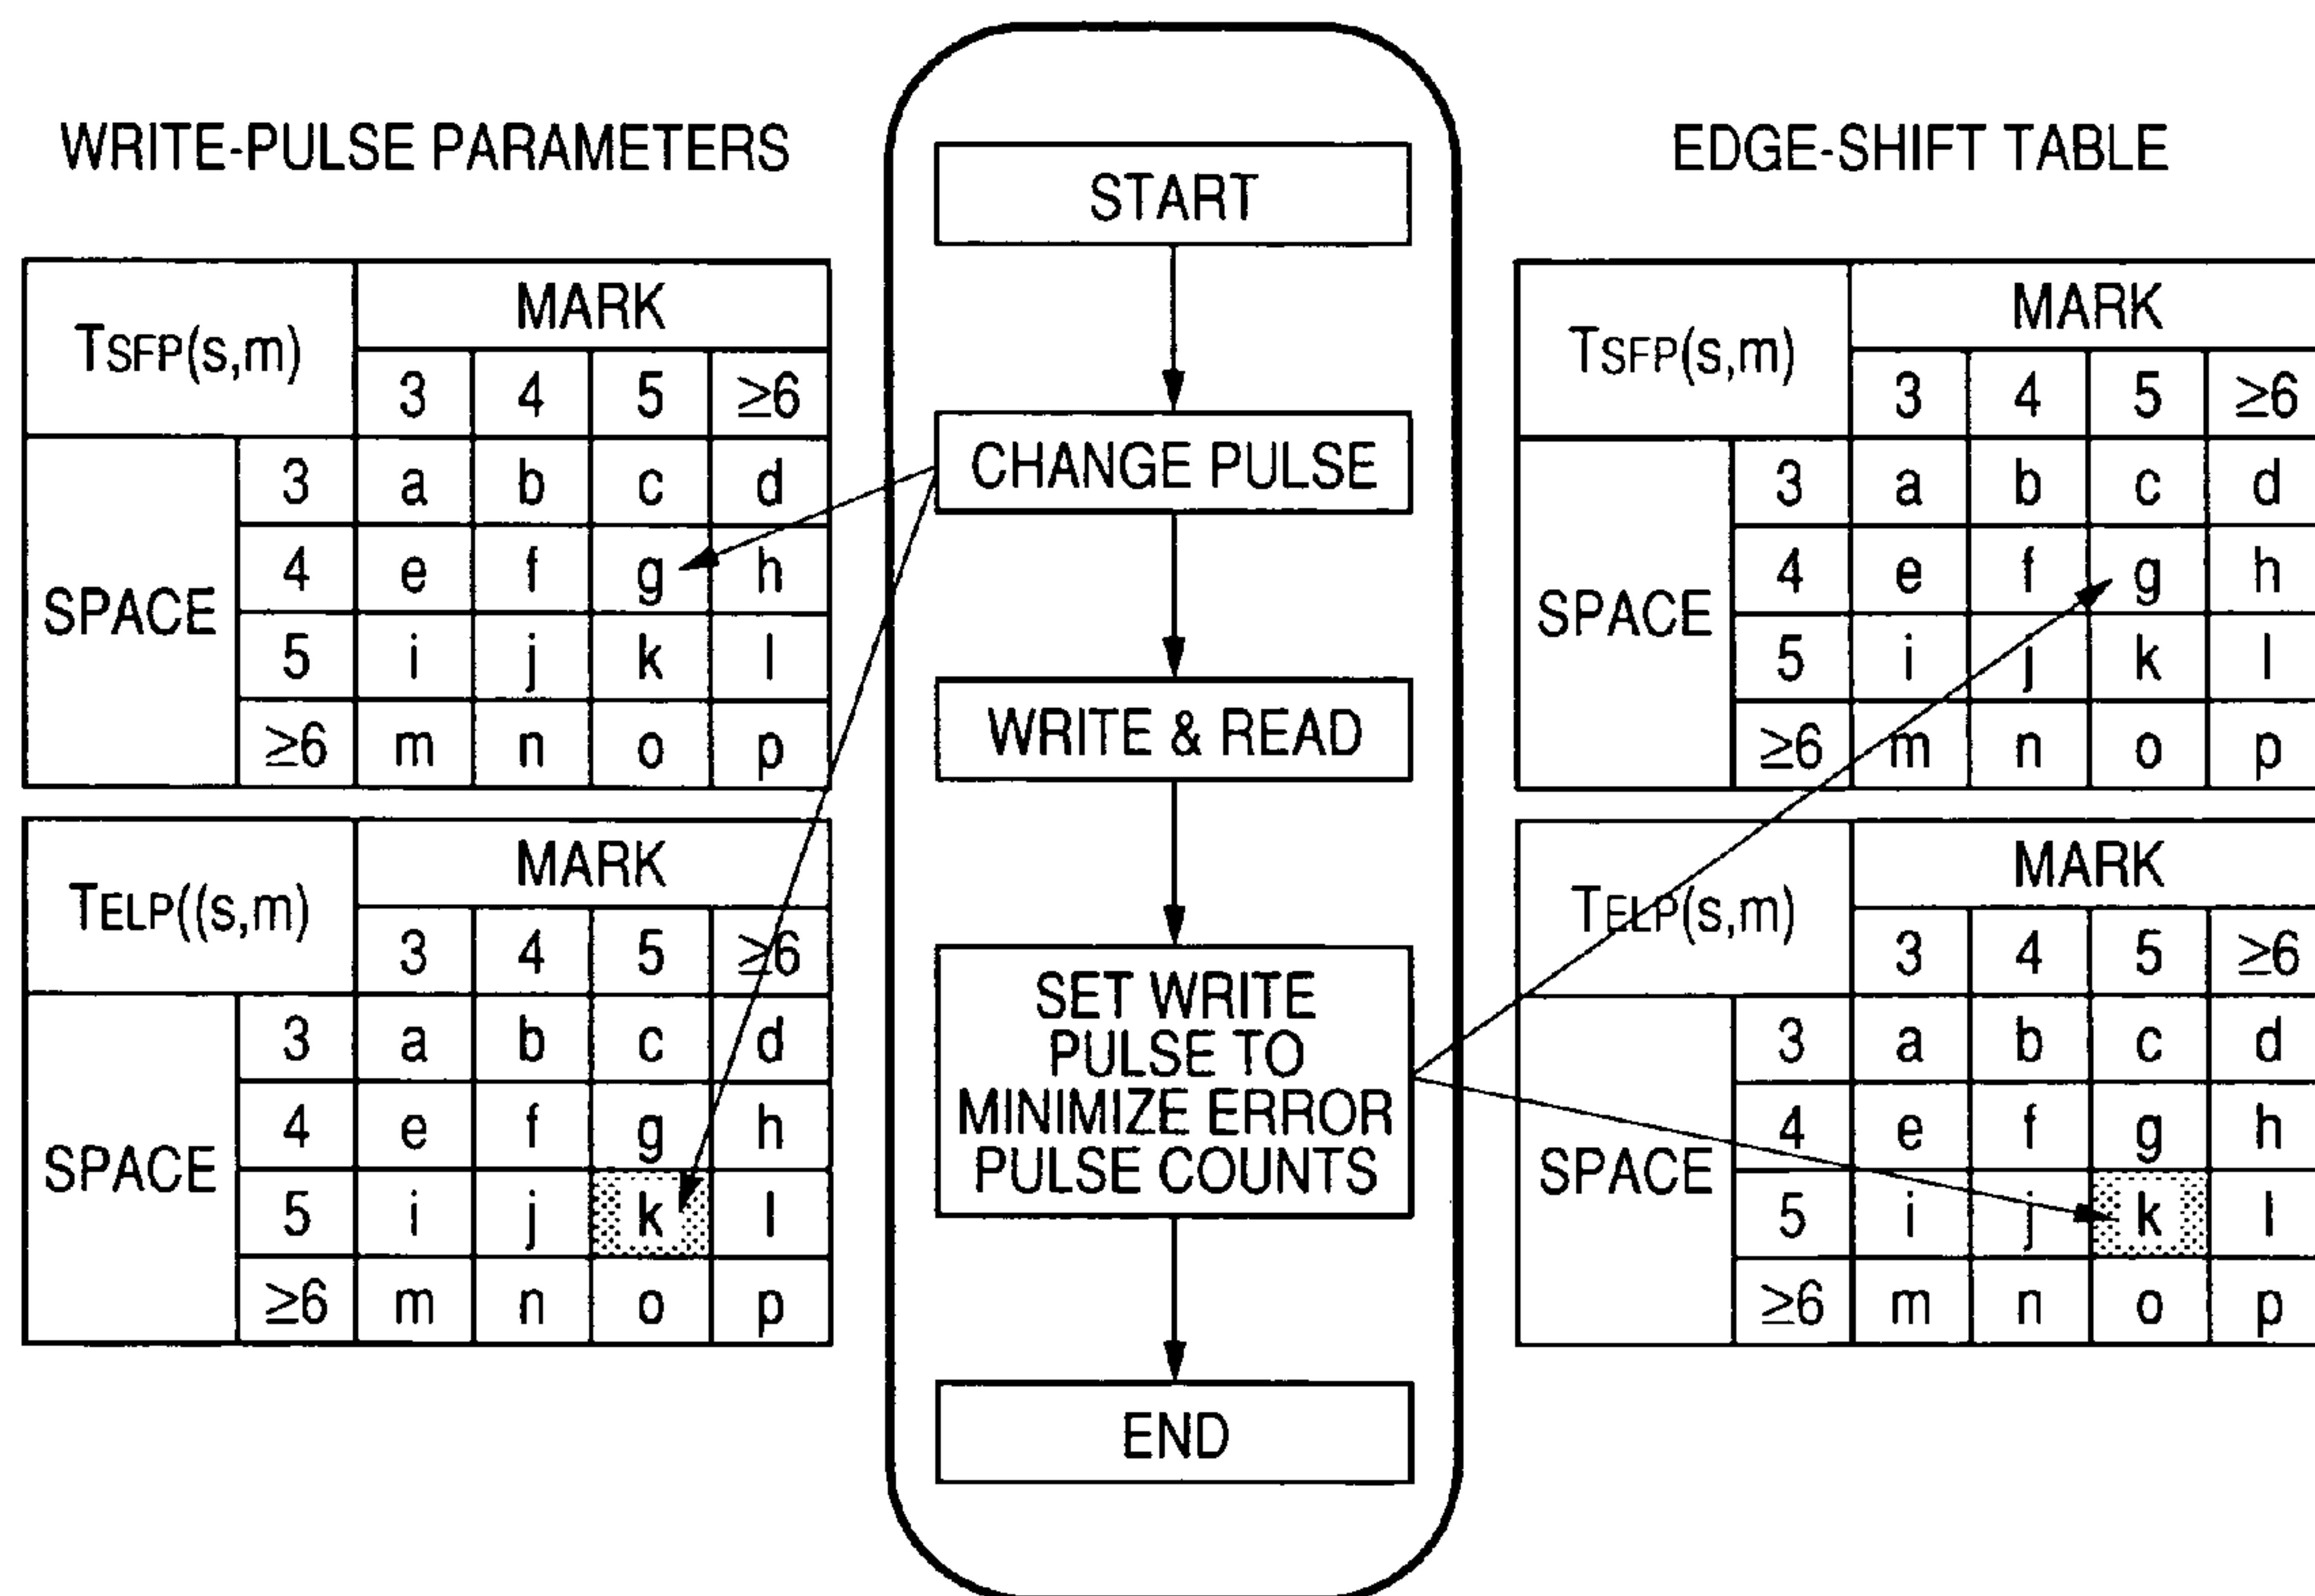 WRITE-PULSE PARAMETERS
TSFP(s,m) MARK
3 4 5 ≥6
SPACE
3 a b c d
4 e f g h
5 i j k l
≥6 m n o p
TELP((s,m) MARK
3 4 5 ≥6
SPACE
3 a b c d
4 e f g h
5 i j k l
≥6 m n o p
START
CHANGE PULSE
WRITE & READ
SET WRITE
PULSE TO
MINIMIZE ERROR
PULSE COUNTS
END
EDGE-SHIFT TABLE
TSFP(s,m) MARK
3 4 5 ≥6
SPACE
3 a b c d
4 e f g h
5 i j k l
≥6 m n o p
TELP(s,m) MARK
3 4 5 ≥6
SPACE
3 a b c d
4 e f g h
5 i j k l
≥6 m n o p